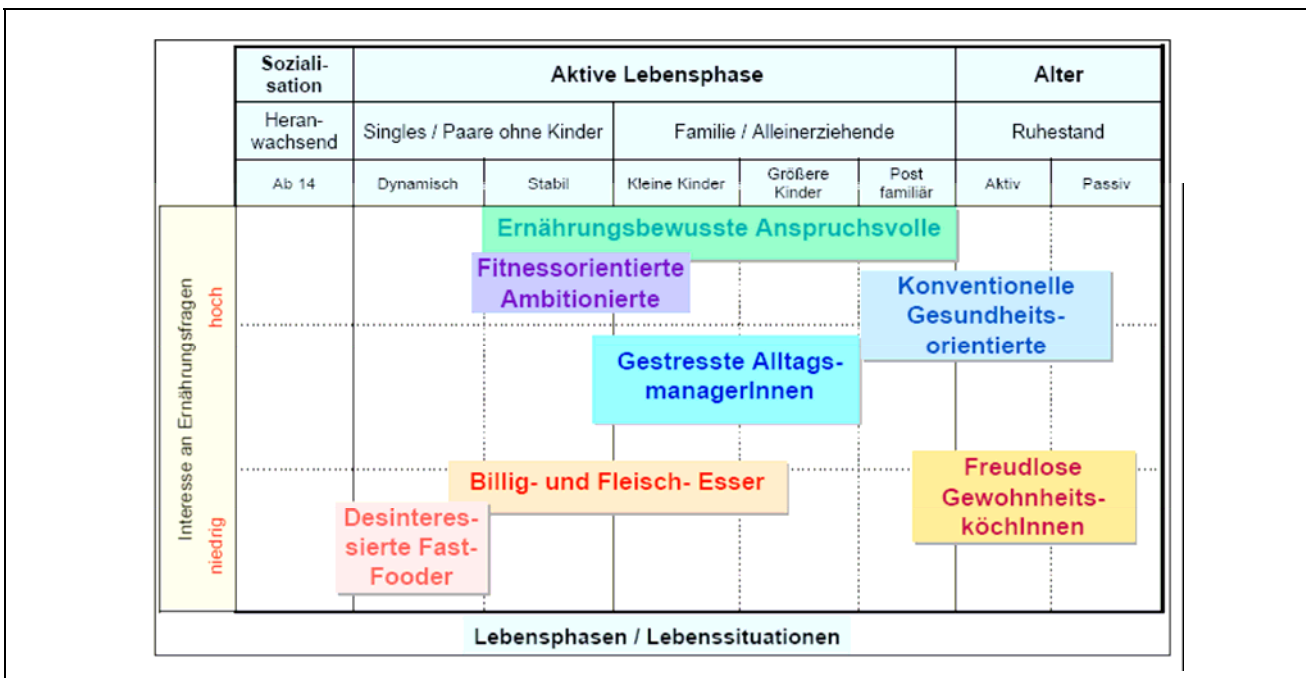 Soziali-
sation
Aktive Lebensphase
Alter
Heran-
wachsend
Singles / Paare ohne Kinder
Familie / Alleinerziehende
Ruhestand
Ab 14
Dynamisch
Stabil
Kleine Kinder
Größere
Kinder
Post
familiär
Aktiv
Passiv
Interesse an Ernährungsfragen
hoch
niedrig
Ernährungsbewusste Anspruchsvolle
Fitnessorientierte
Ambitionierte
Konventionelle
Gesundheits-
orientierte
Gestresste Alltags-
managerInnen
Billig- und Fleisch- Esser
Freudlose
Gewohnheits-
köchInnen
Desinteres-
sierte Fast-
Fooder
Lebensphasen / Lebenssituationen